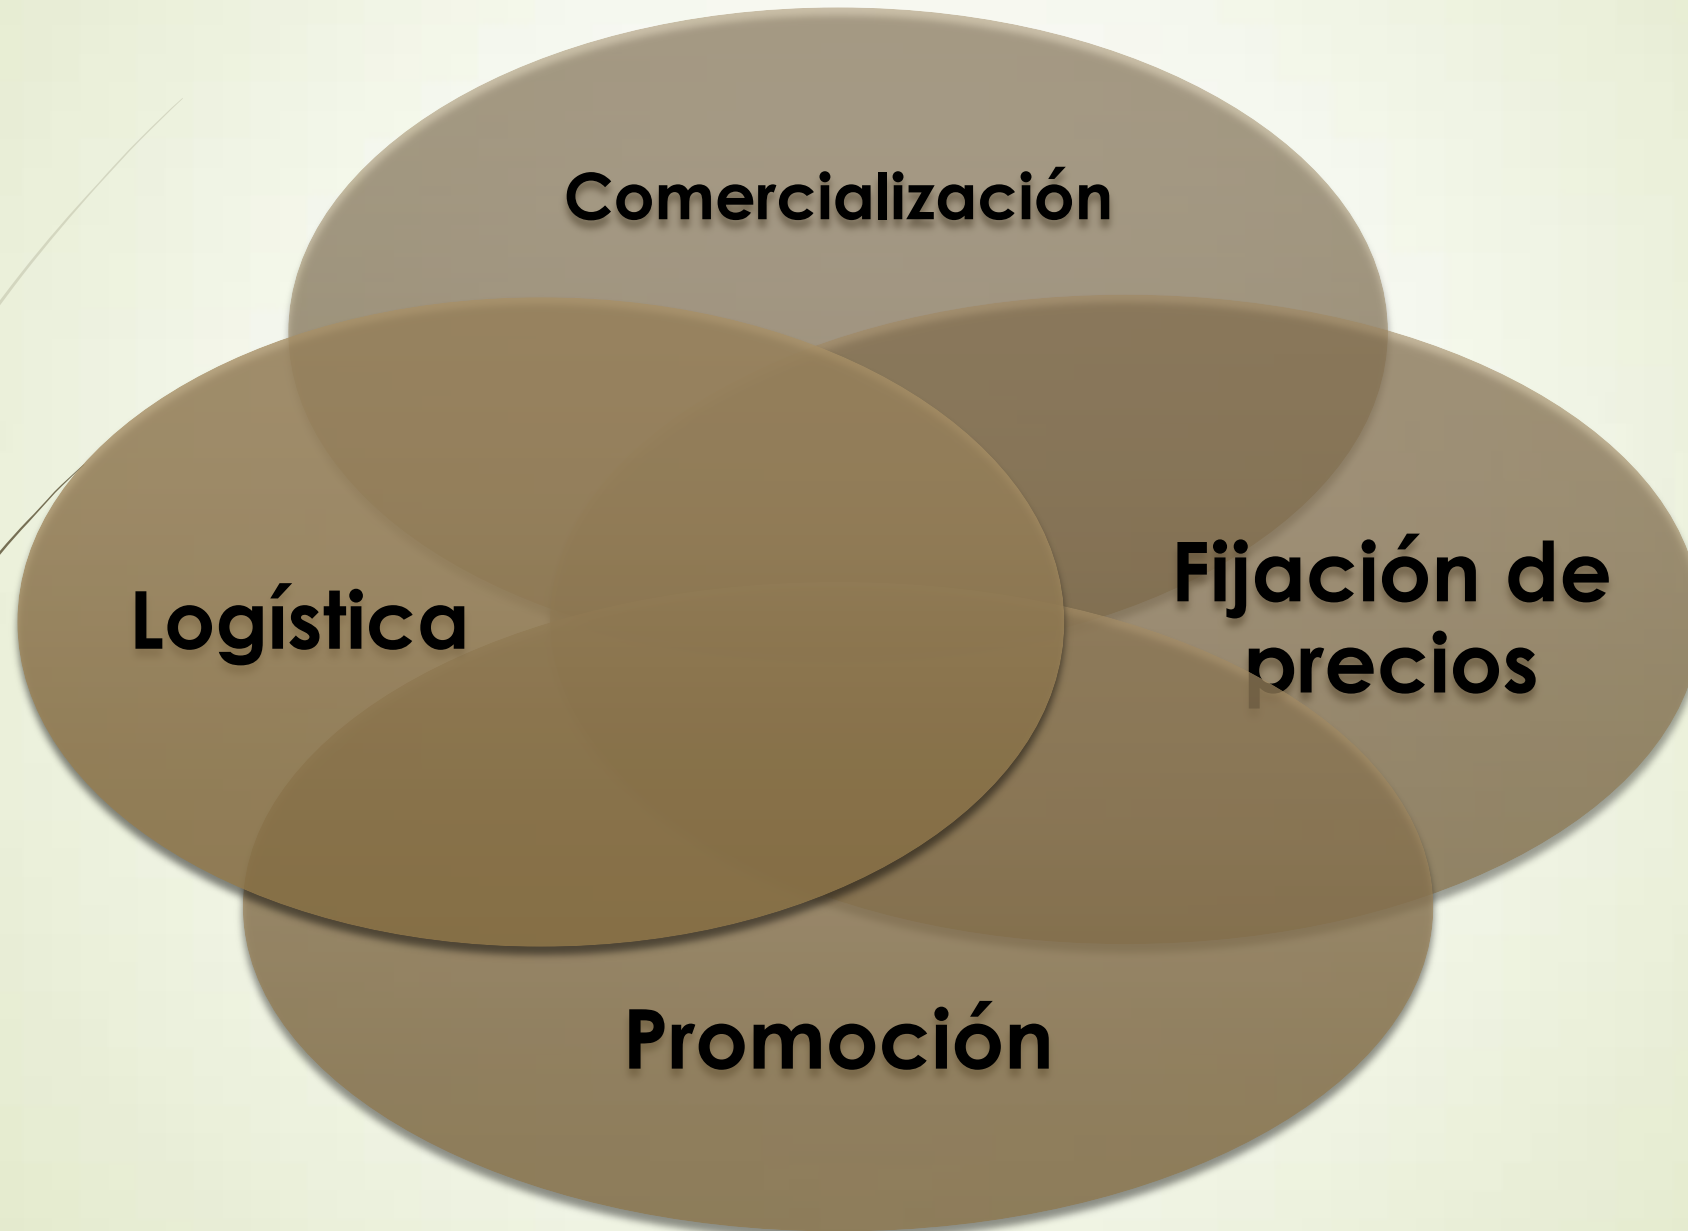 Comercialización
Fijación de
precios
Logística
Promoción